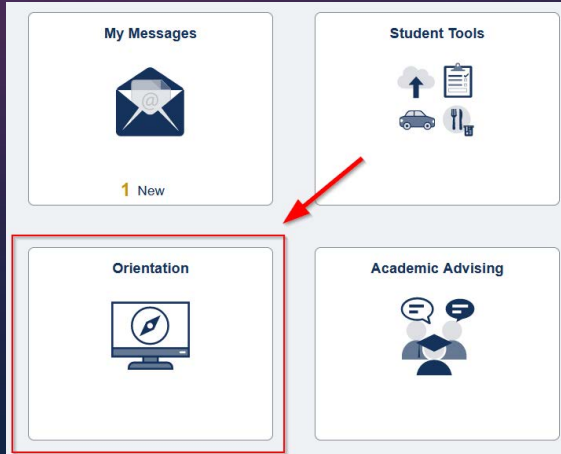 My Messages
Student Tools
@
1 New
Orientation
Academic Advising